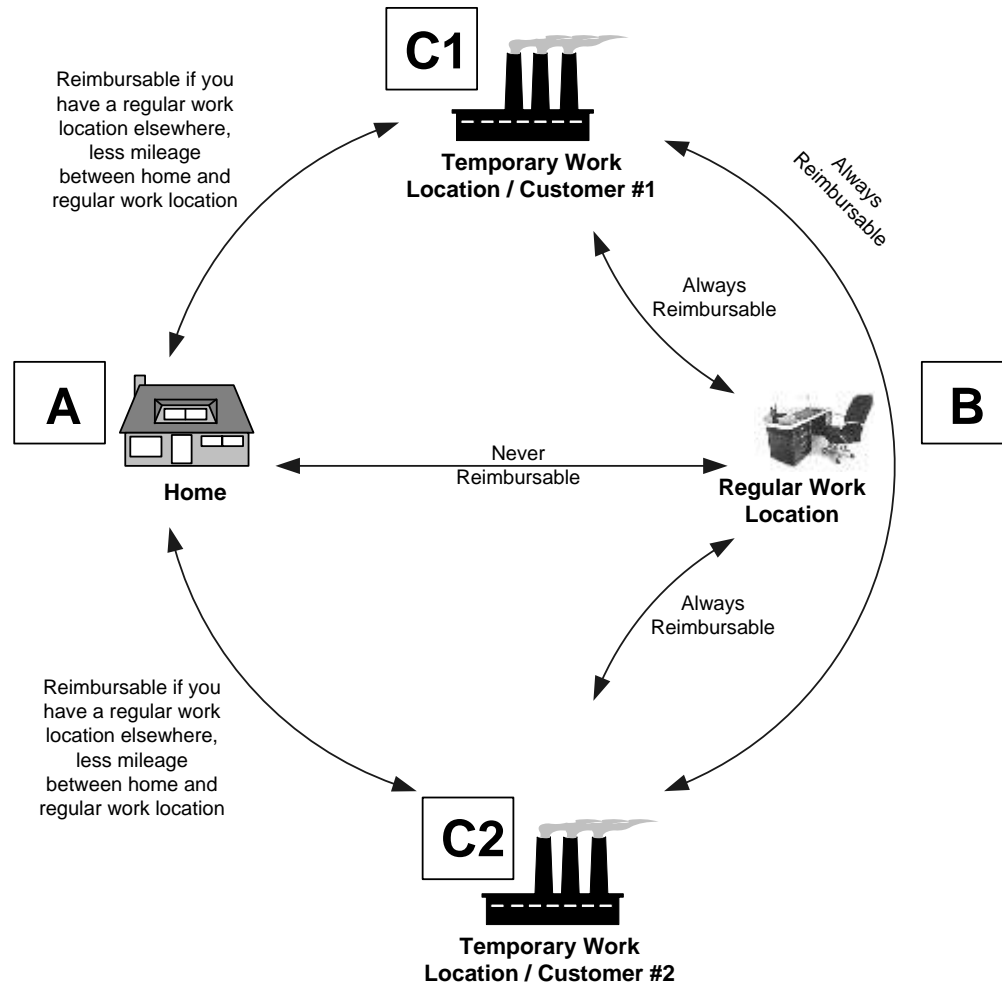 C1
Reimbursable if you
have a regular work
location elsewhere,
less mileage
between home and
regular work location
Temporary Work
Location / Customer #1
Always
Reimbursable
Always
Reimbursable
A
B
Home
Never
Reimbursable
Regular Work
Location
Always
Reimbursable
Reimbursable if you
have a regular work
location elsewhere,
less mileage
between home and
regular work location
C2
Temporary Work
Location / Customer #2